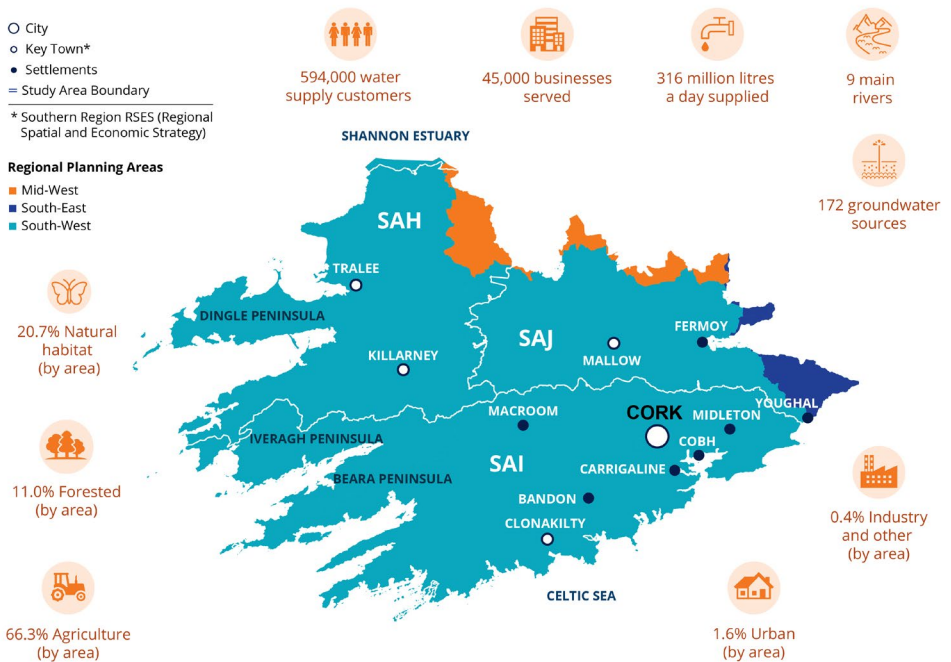 City
Key Town*
Settlements
Study Area Boundary
* Southern Region RSES (Regional
Spatial and Economic Strategy)
Regional Planning Areas
Mid-West
South-East
South-West
594,000 water
supply customers
45,000 businesses
served
316 million litres
a day supplied
9 main
rivers
172 groundwater
sources
SHANNON ESTUARY
SAH
TRALEE
DINGLE PENINSULA
KILLARNEY
SAJ
FERMOY
MALLOW
YOUGHAL
MACROOM
CORK
MIDLETON
COBH
IVERAGH PENINSULA
SAI
CARRIGALINE
BEARA PENINSULA
BANDON
CLONAKILTY
CELTIC SEA
20.7% Natural
habitat
(by area)
11.0% Forested
(by area)
66.3% Agriculture
(by area)
0.4% Industry
and other
(by area)
1.6% Urban
(by area)